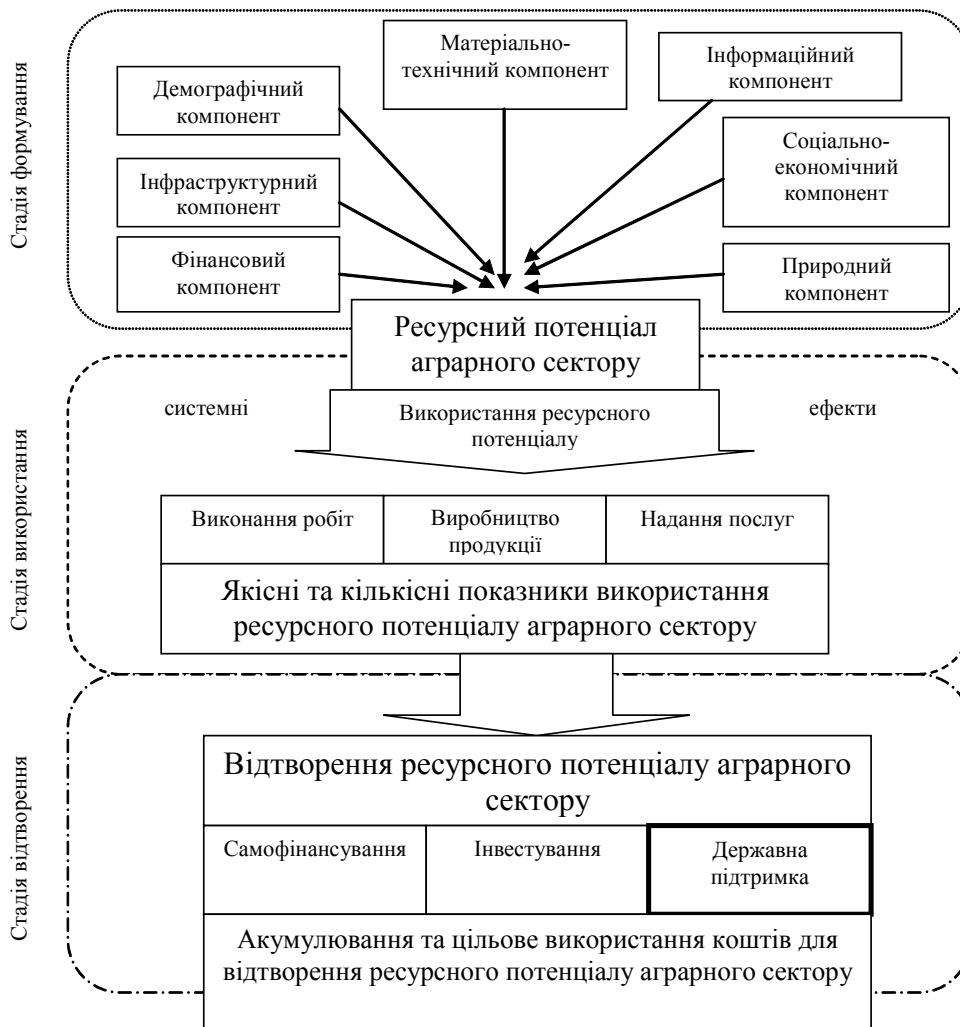 Стадія формування
Матеріально-
технічний компонент
Інформаційний
компонент
Демографічний
компонент
Соціально-
економічний
компонент
Інфраструктурний
компонент
Фінансовий
компонент
Природний
компонент
Ресурсний потенціал
аграрного сектору
Стадія використання
системні
ефекти
Використання ресурсного
потенціалу
Виконання робіт
Виробництво
продукції
Надання послуг
Якісні та кількісні показники використання
ресурсного потенціалу аграрного сектору
Стадія відтворення
Відтворення ресурсного потенціалу аграрного
сектору
Самофінансування
Інвестування
Державна
підтримка
Акумулювання та цільове використання коштів для
відтворення ресурсного потенціалу аграрного сектору